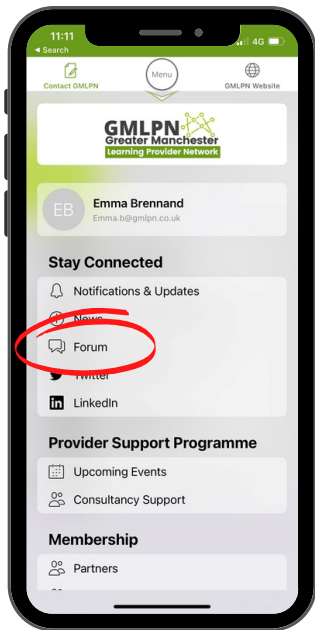 11:11
4G
Search
Contact GMLPN
Menu
GMLPN Website
GMLPN
Greater Manchester
Learning Provider Network
EB
Emma Brennand
Emma.b@gmlpn.co.uk
Stay Connected
Notifications & Updates
News
Forum
Twitter
LinkedIn
Provider Support Programme
Upcoming Events
Consultancy Support
Membership
Partners